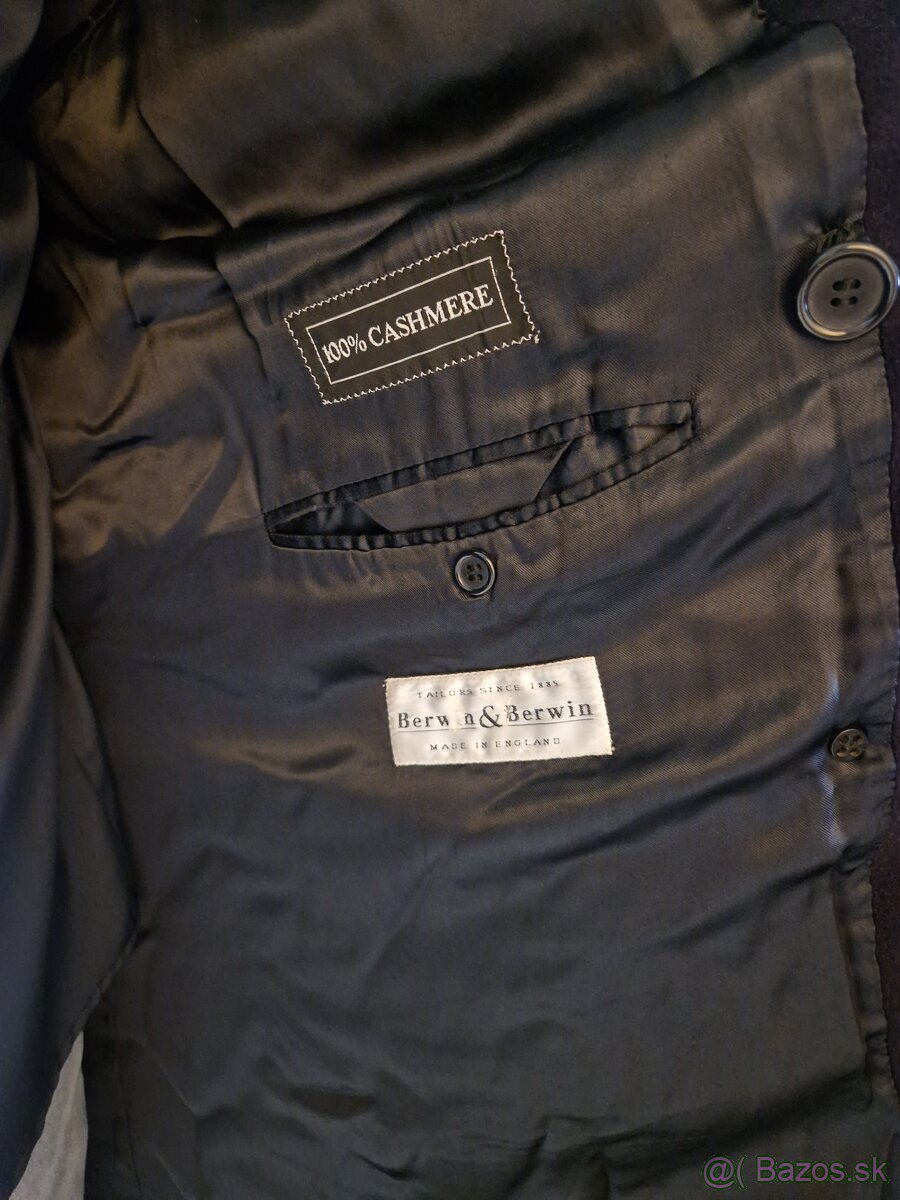 100% CASHMERE
TAILORS SINCE 1885
Berwin & Berwin
MADE IN ENGLAND
@( Bazos.sk